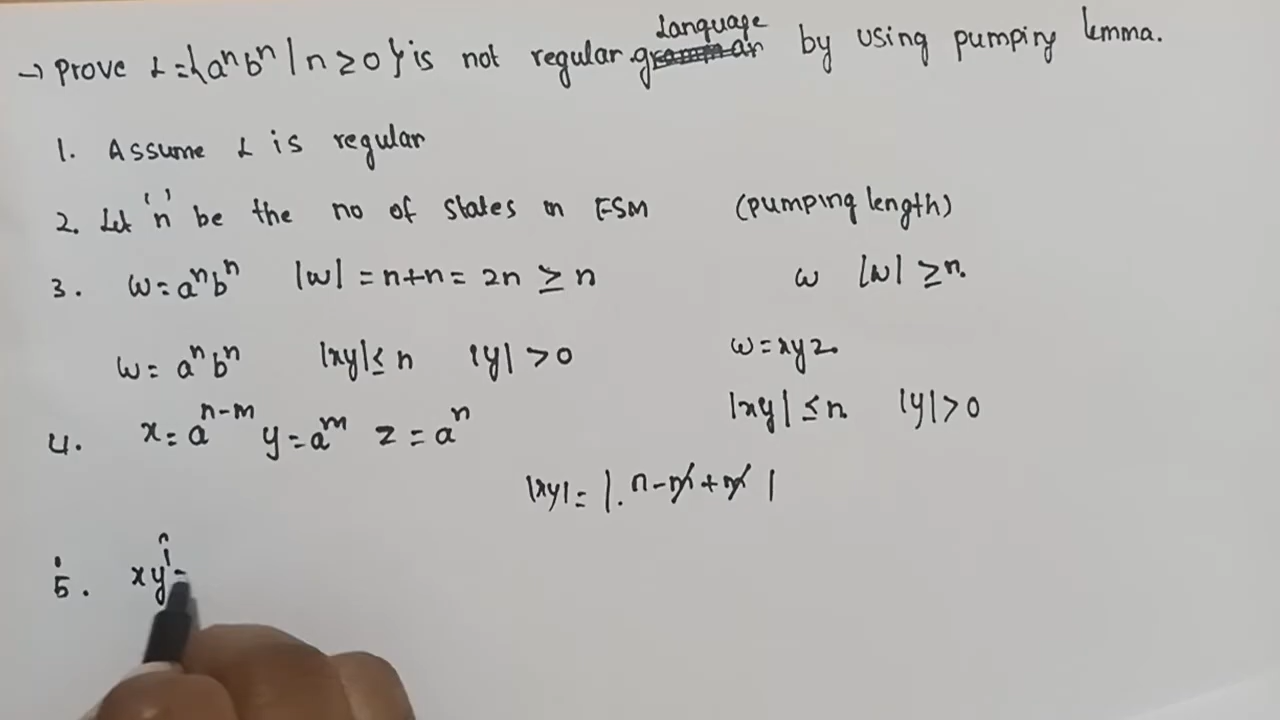 → Prove L = {aⁿbⁿ | n ≥ 0} is not regular Language by using pumping lemma.
1. Assume L is regular
2. Let 'n' be the no of states in FSM (pumping length)
3. w = aⁿbⁿ |w| = n+n = 2n ≥ n w |w| ≥ n.
w = aⁿbⁿ |xy| ≤ n |y| > 0 w = xyz.
|xy| ≤ n. |y| > 0
4. x = aⁿ⁻ᵐ y = aᵐ z = aⁿ
|xy| = |. n-m+m |
5. xyⁱ